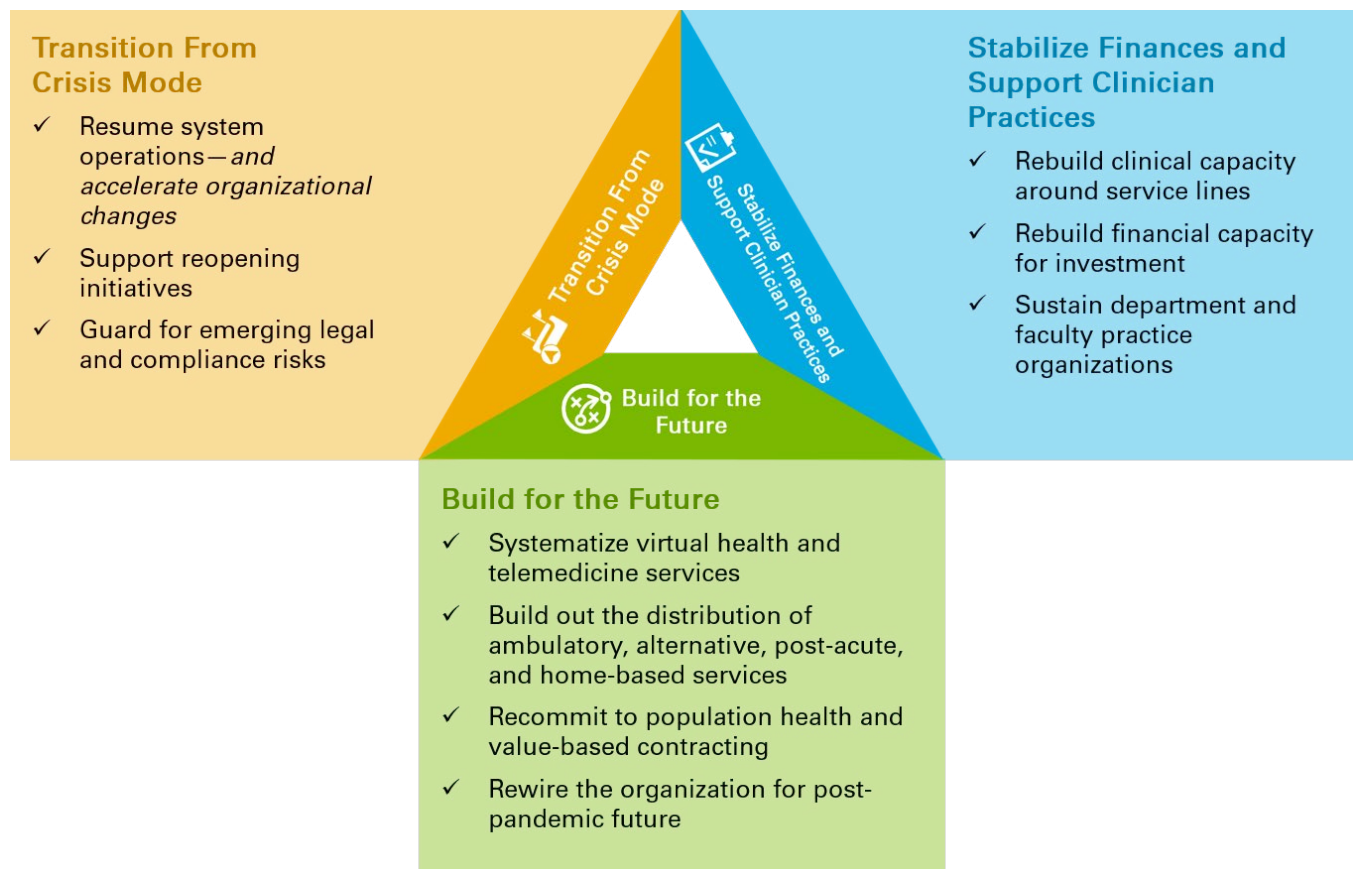 Transition From
Crisis Mode
✓ Resume system
operations—and
accelerate organizational
changes
✓ Support reopening
initiatives
✓ Guard for emerging legal
and compliance risks
Transition From
Crisis Mode
Stabilize Finances and
Support Clinician Practices
Stabilize Finances and
Support Clinician
Practices
✓ Rebuild clinical capacity
around service lines
✓ Rebuild financial capacity
for investment
✓ Sustain department and
faculty practice
organizations
Build for the
Future
Build for the Future
✓ Systematize virtual health and
telemedicine services
✓ Build out the distribution of
ambulatory, alternative, post-acute,
and home-based services
✓ Recommit to population health and
value-based contracting
✓ Rewire the organization for post-
pandemic future